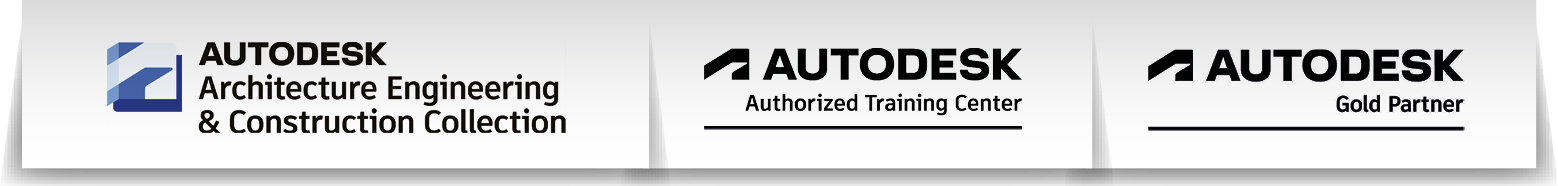 AUTODESK
Architecture Engineering
& Construction Collection
AUTODESK
Authorized Training Center
AUTODESK
Gold Partner